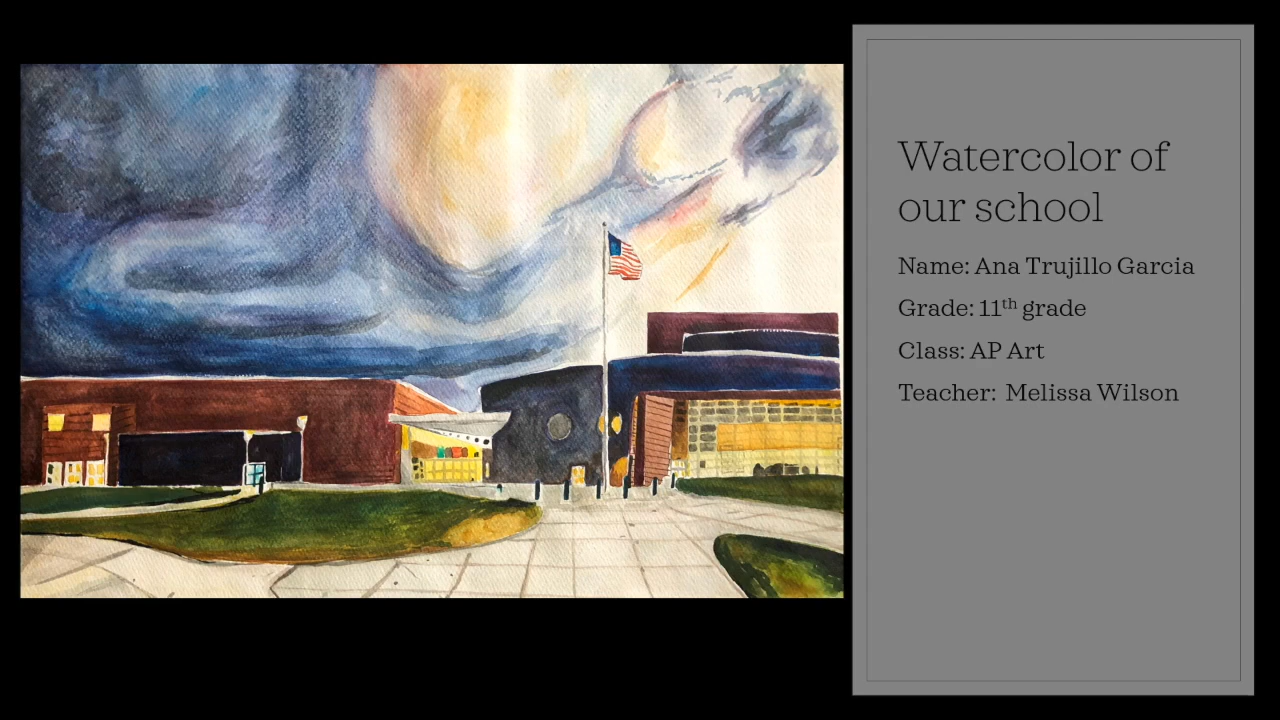 Watercolor of
our school
Name: Ana Trujillo Garcia
Grade: 11th grade
Class: AP Art
Teacher: Melissa Wilson